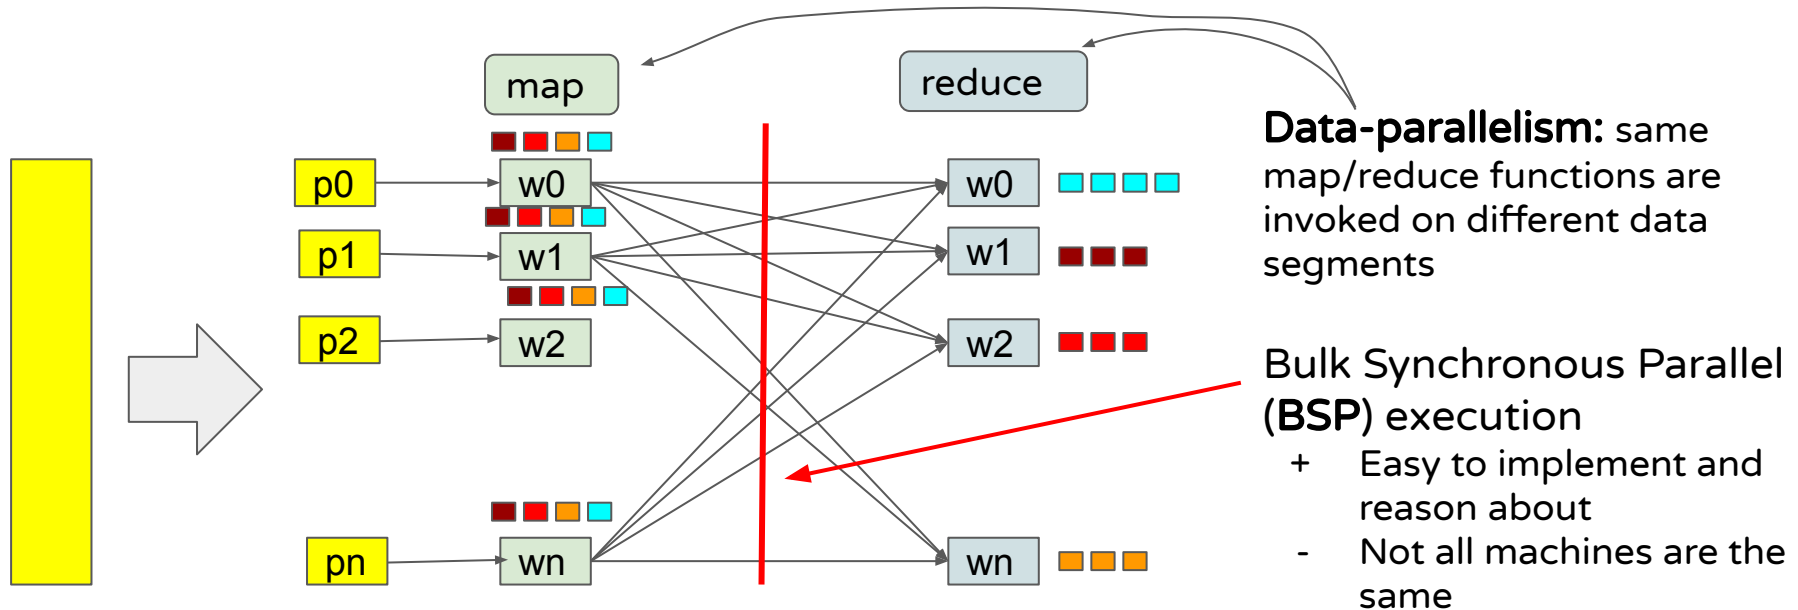 map
reduce
p0
w0
w0
p1
w1
w1
p2
w2
w2
pn
wn
wn
Data-parallelism: same
map/reduce functions are
invoked on different data
segments
Bulk Synchronous Parallel
(BSP) execution
+ Easy to implement and
reason about
- Not all machines are the
same